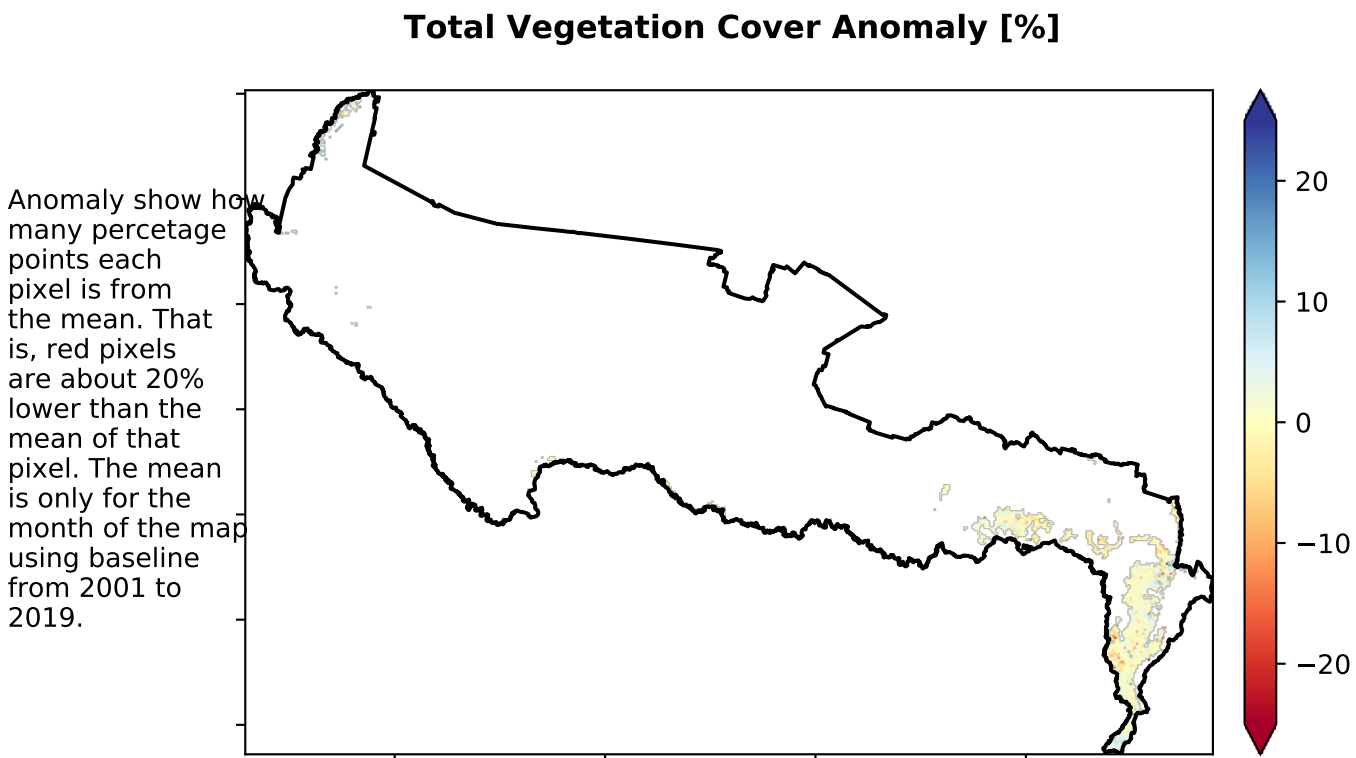 Total Vegetation Cover Anomaly [%]
Anomaly show how
many percetage
points each
pixel is from
the mean. That
is, red pixels
are about 20%
lower than the
mean of that
pixel. The mean
is only for the
month of the map
using baseline
from 2001 to
2019.
20
10
0
−10
−20